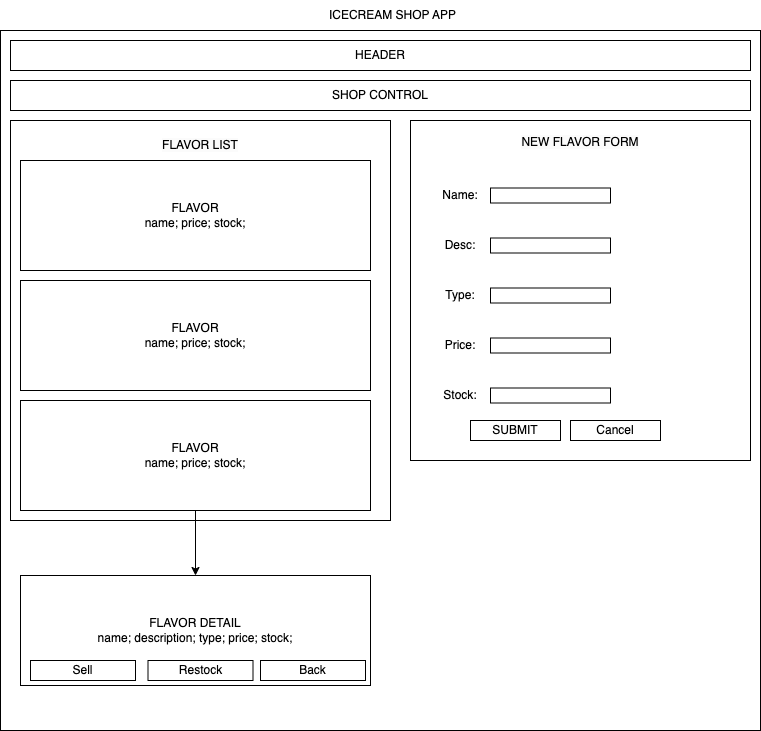 ICECREAM SHOP APP
HEADER
SHOP CONTROL
FLAVOR LIST
FLAVOR
name; price; stock;
FLAVOR
name; price; stock;
FLAVOR
name; price; stock;
NEW FLAVOR FORM
Name:
Desc:
Type:
Price:
Stock:
SUBMIT
Cancel
FLAVOR DETAIL
name; description; type; price; stock;
Sell
Restock
Back